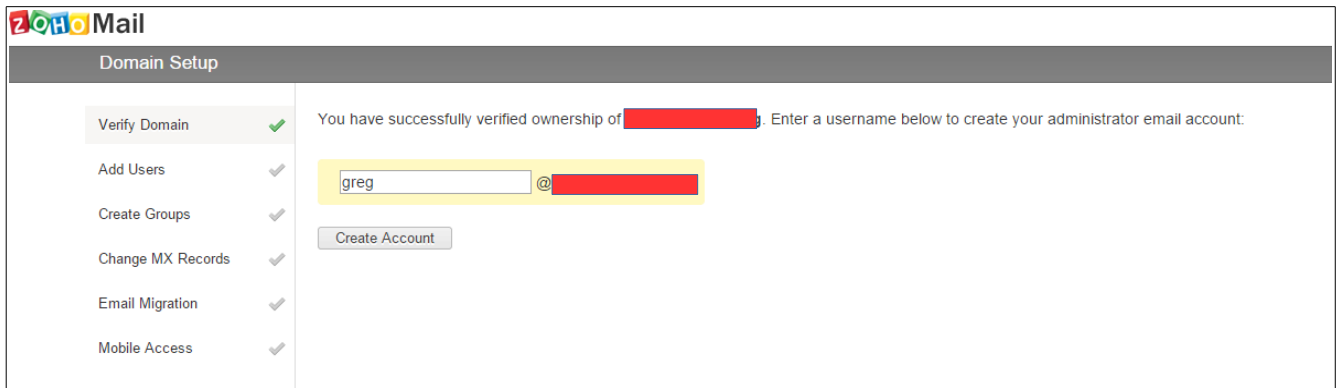 ZOHO Mail
Domain Setup
Verify Domain
Add Users
Create Groups
Change MX Records
Email Migration
Mobile Access
You have successfully verified ownership of . Enter a username below to create your administrator email account:
greg @
Create Account